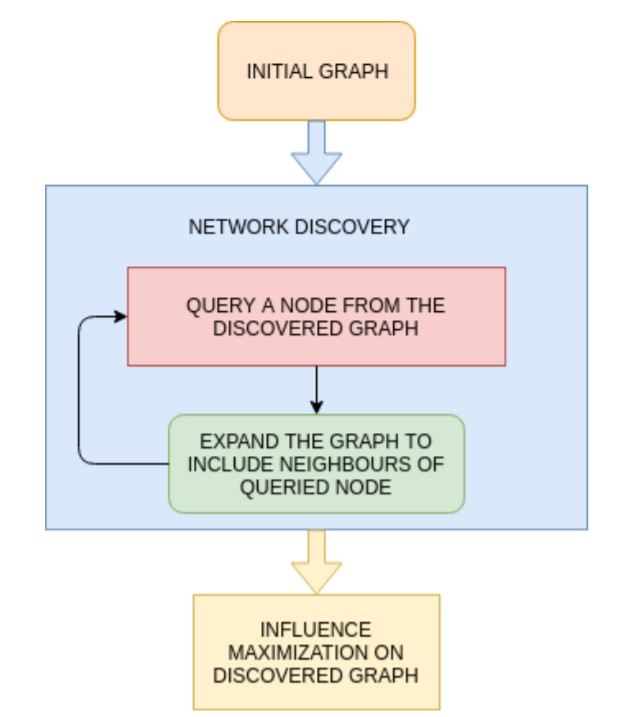 INITIAL GRAPH
NETWORK DISCOVERY
QUERY A NODE FROM THE
DISCOVERED GRAPH
EXPAND THE GRAPH TO
INCLUDE NEIGHBOURS OF
QUERIED NODE
INFLUENCE
MAXIMIZATION ON
DISCOVERED GRAPH